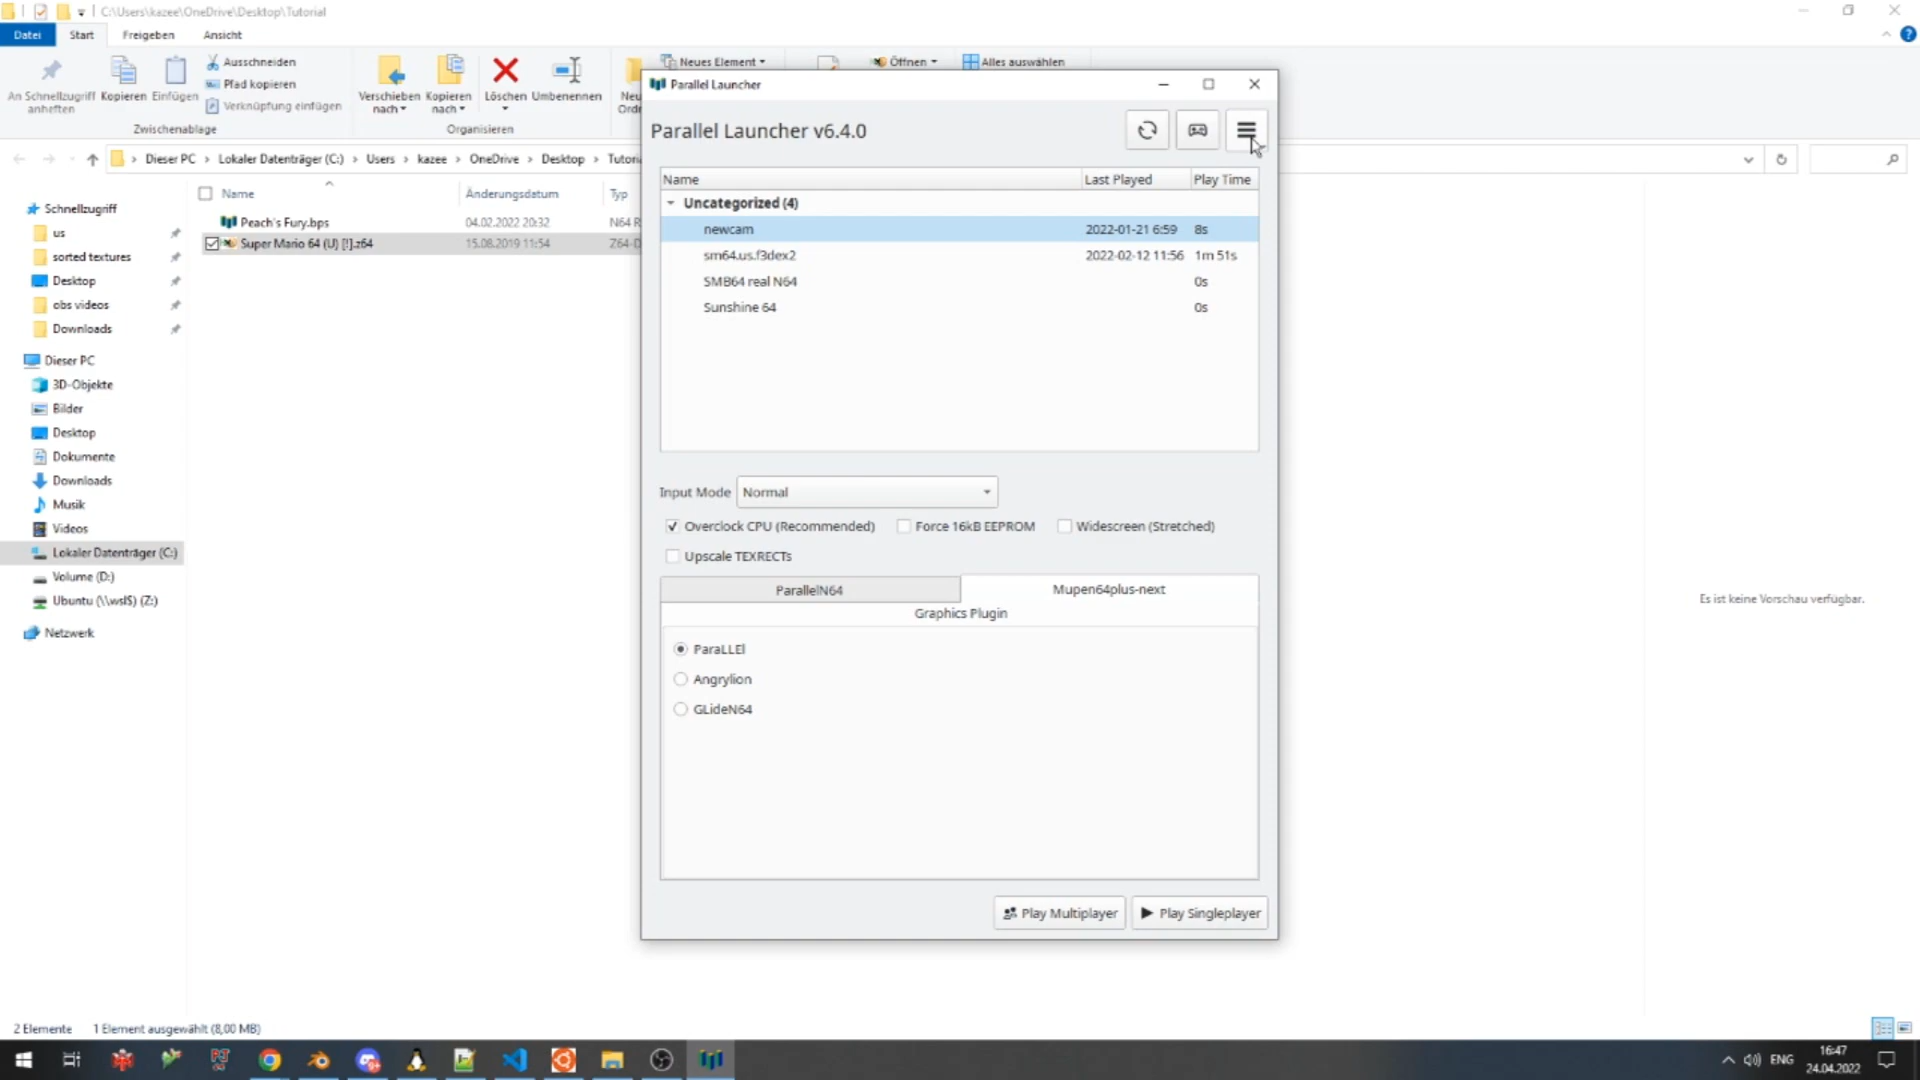 C:\Users\kazee\OneDrive\Desktop\Tutorial
Datei Start Freigeben Ansicht
An Schnellzugriff anheften
Kopieren
Einfügen
Ausschneiden
Pfad kopieren
Verknüpfung einfügen
Zwischenablage
Verschieben nach
Kopieren nach
Löschen
Umbenennen
Organisieren
Neu
Ordn
Neues Element
Öffnen
Alles auswählen
Dieser PC > Lokaler Datenträger (C:) > Users > kazee > OneDrive > Desktop > Tutori
Name Änderungsdatum Typ
Peach's Fury.bps 04.02.2022 20:32 N64 R
Super Mario 64 (U) [!].z64 15.08.2019 11:54 Z64-D
Schnellzugriff
us
sorted textures
Desktop
obs videos
Downloads
Dieser PC
3D-Objekte
Bilder
Desktop
Dokumente
Downloads
Musik
Videos
Lokaler Datenträger (C:)
Volume (D:)
Ubuntu (\\wsl$) (Z:)
Netzwerk
Parallel Launcher
Parallel Launcher v6.4.0
Name Last Played Play Time
Uncategorized (4)
newcam 2022-01-21 6:59 8s
sm64.us.f3dex2 2022-02-12 11:56 1m 51s
SMB64 real N64 0s
Sunshine 64 0s
Input Mode Normal
Overclock CPU (Recommended) Force 16kB EEPROM Widescreen (Stretched)
Upscale TEXRECTs
ParallelN64 Mupen64plus-next
Graphics Plugin
ParaLLEl
Angrylion
GLideN64
Play Multiplayer Play Singleplayer
Es ist keine Vorschau verfügbar.
2 Elemente 1 Element ausgewählt (8,00 MB)
ENG
16:47
24.04.2022